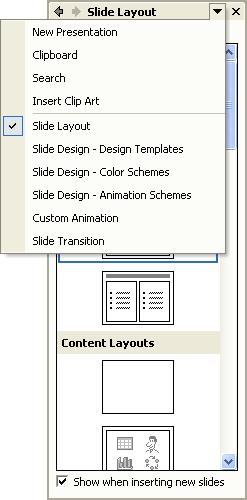 Slide Layout
New Presentation
Clipboard
Search
Insert Clip Art
Slide Layout
Slide Design - Design Templates
Slide Design - Color Schemes
Slide Design - Animation Schemes
Custom Animation
Slide Transition
Content Layouts
Show when inserting new slides